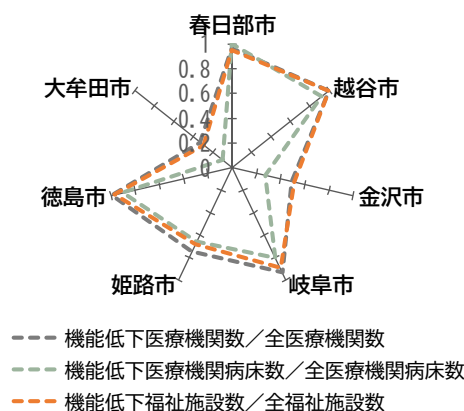 春日部市
1
0.8
0.6
0.4
0.2
0
越谷市
大牟田市
徳島市
金沢市
姫路市
岐阜市
機能低下医療機関数／全医療機関数
機能低下医療機関病床数／全医療機関病床数
機能低下福祉施設数／全福祉施設数